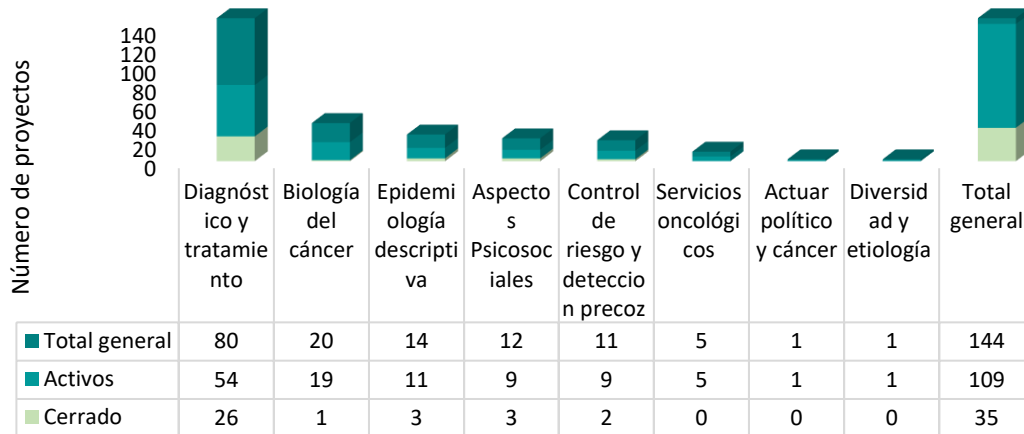 Número de proyectos
140
120
100
80
60
40
20
0
Diagnóst
ico y
tratamie
nto
Biología
del
cáncer
Epidemi
ología
descripti
va
Aspecto
s
Psicosoc
iales
Control
de
riesgo y
deteccio
n precoz
Servicios
oncológi
cos
Actuar
político
y cáncer
Diversid
ad y
etiología
Total
general
Total general 80 20 14 12 11 5 1 1 144
Activos 54 19 11 9 9 5 1 1 109
Cerrado 26 1 3 3 2 0 0 0 35